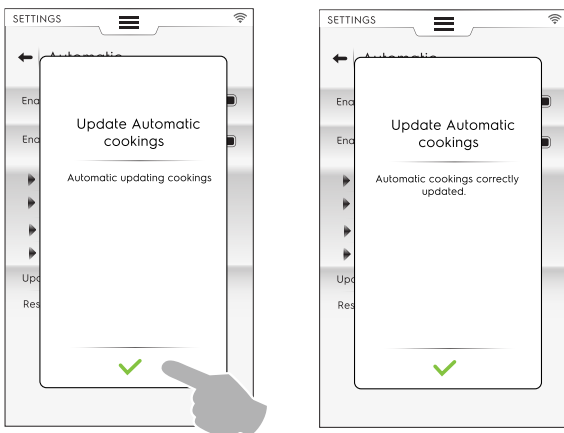 SETTINGS
Update Automatic
cookings
Automatic updating cookings
SETTINGS
Update Automatic
cookings
Automatic cookings correctly
updated.